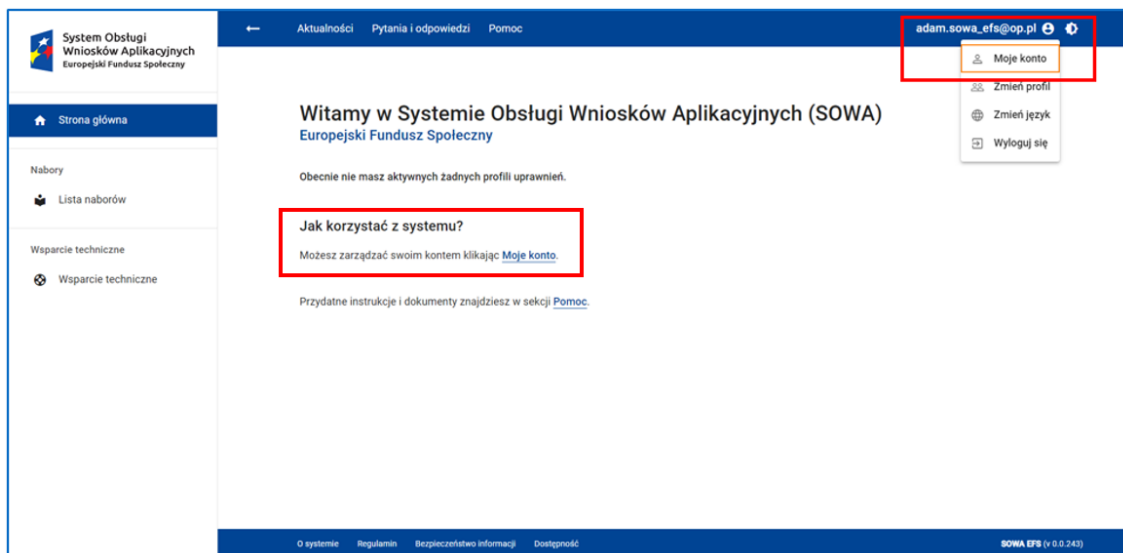 System Obsługi
Wniosków Aplikacyjnych
Europejski Fundusz Społeczny
Aktualności Pytania i odpowiedzi Pomoc
adam.sowa_efs@op.pl
Moje konto
Zmień profil
Zmień język
Wyloguj się
Strona główna
Nabory
Lista naborów
Wsparcie techniczne
Wsparcie techniczne
Witamy w Systemie Obsługi Wniosków Aplikacyjnych (SOWA)
Europejski Fundusz Społeczny
Obecnie nie masz aktywnych żadnych profili uprawnień.
Jak korzystać z systemu?
Możesz zarządzać swoim kontem klikając Moje konto.
Przydatne instrukcje i dokumenty znajdziesz w sekcji Pomoc.
O systemie Regulamin Bezpieczeństwo informacji Dostępność
SOWA EFS (v 0.0.243)